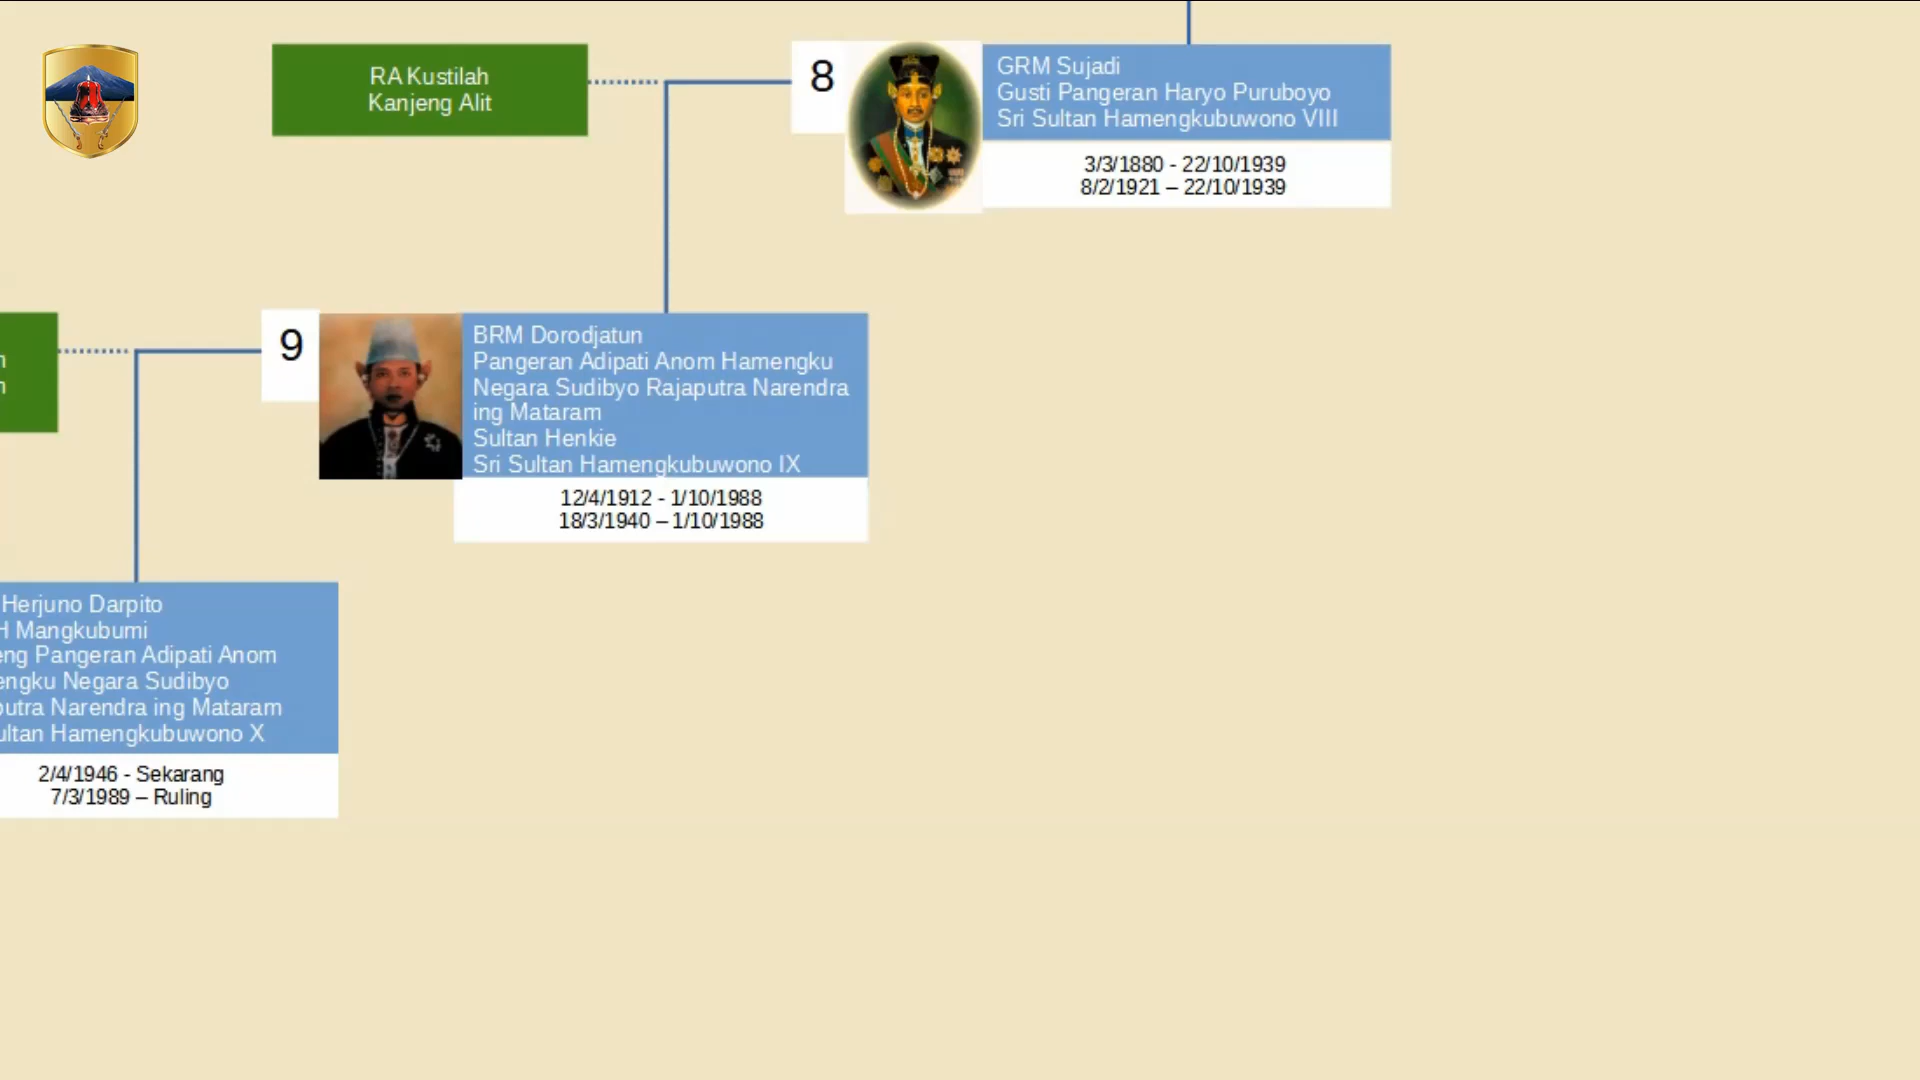 RA Kustilah
Kanjeng Alit
8
GRM Sujadi
Gusti Pangeran Haryo Puruboyo
Sri Sultan Hamengkubuwono VIII
3/3/1880 - 22/10/1939
8/2/1921 – 22/10/1939
9
BRM Dorodjatun
Pangeran Adipati Anom Hamengku
Negara Sudibyo Rajaputra Narendra
ing Mataram
Sultan Henkie
Sri Sultan Hamengkubuwono IX
12/4/1912 - 1/10/1988
18/3/1940 – 1/10/1988
Herjuno Darpito
H Mangkubumi
eng Pangeran Adipati Anom
engku Negara Sudibyo
putra Narendra ing Mataram
ultan Hamengkubuwono X
2/4/1946 - Sekarang
7/3/1989 – Ruling